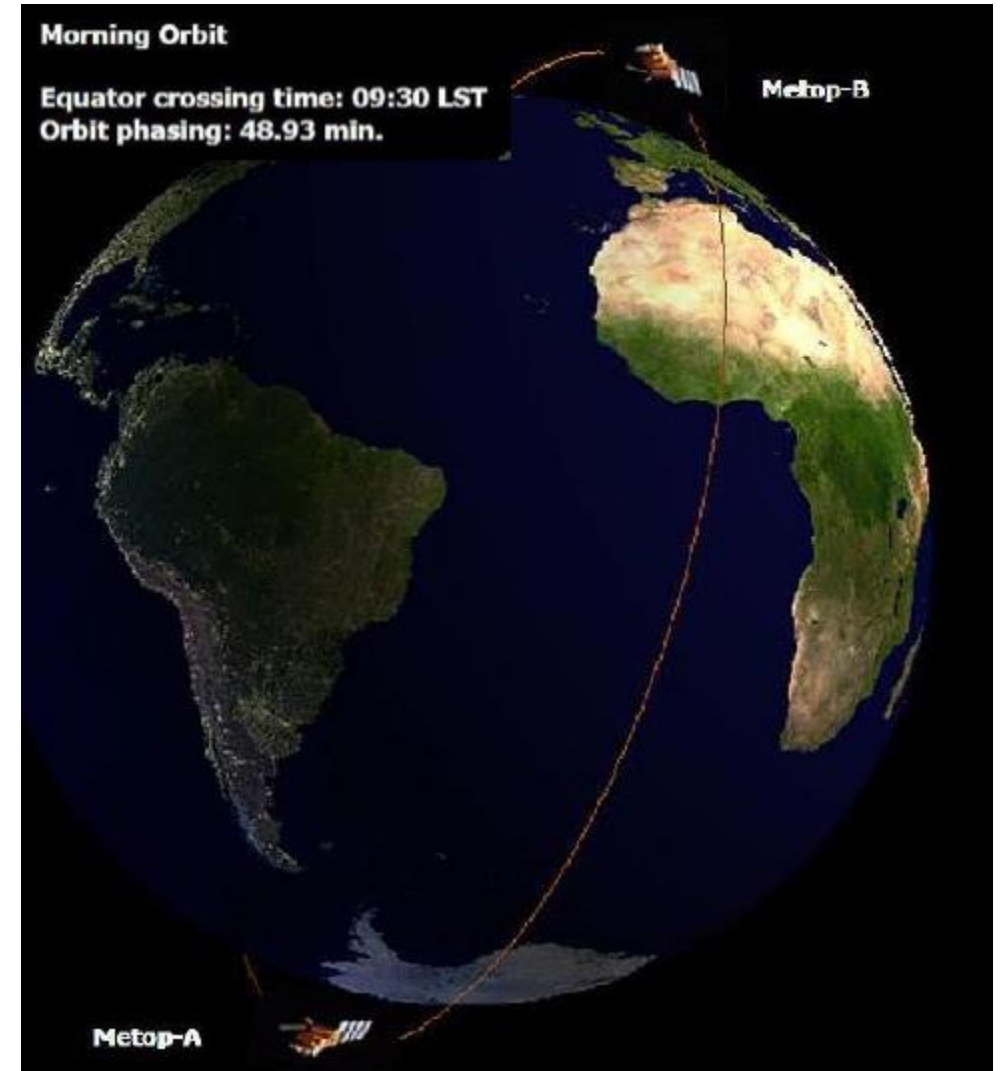 Morning Orbit
Equator crossing time: 09:30 LST
Orbit phasing: 48.93 min.
Metop-B
Metop-A